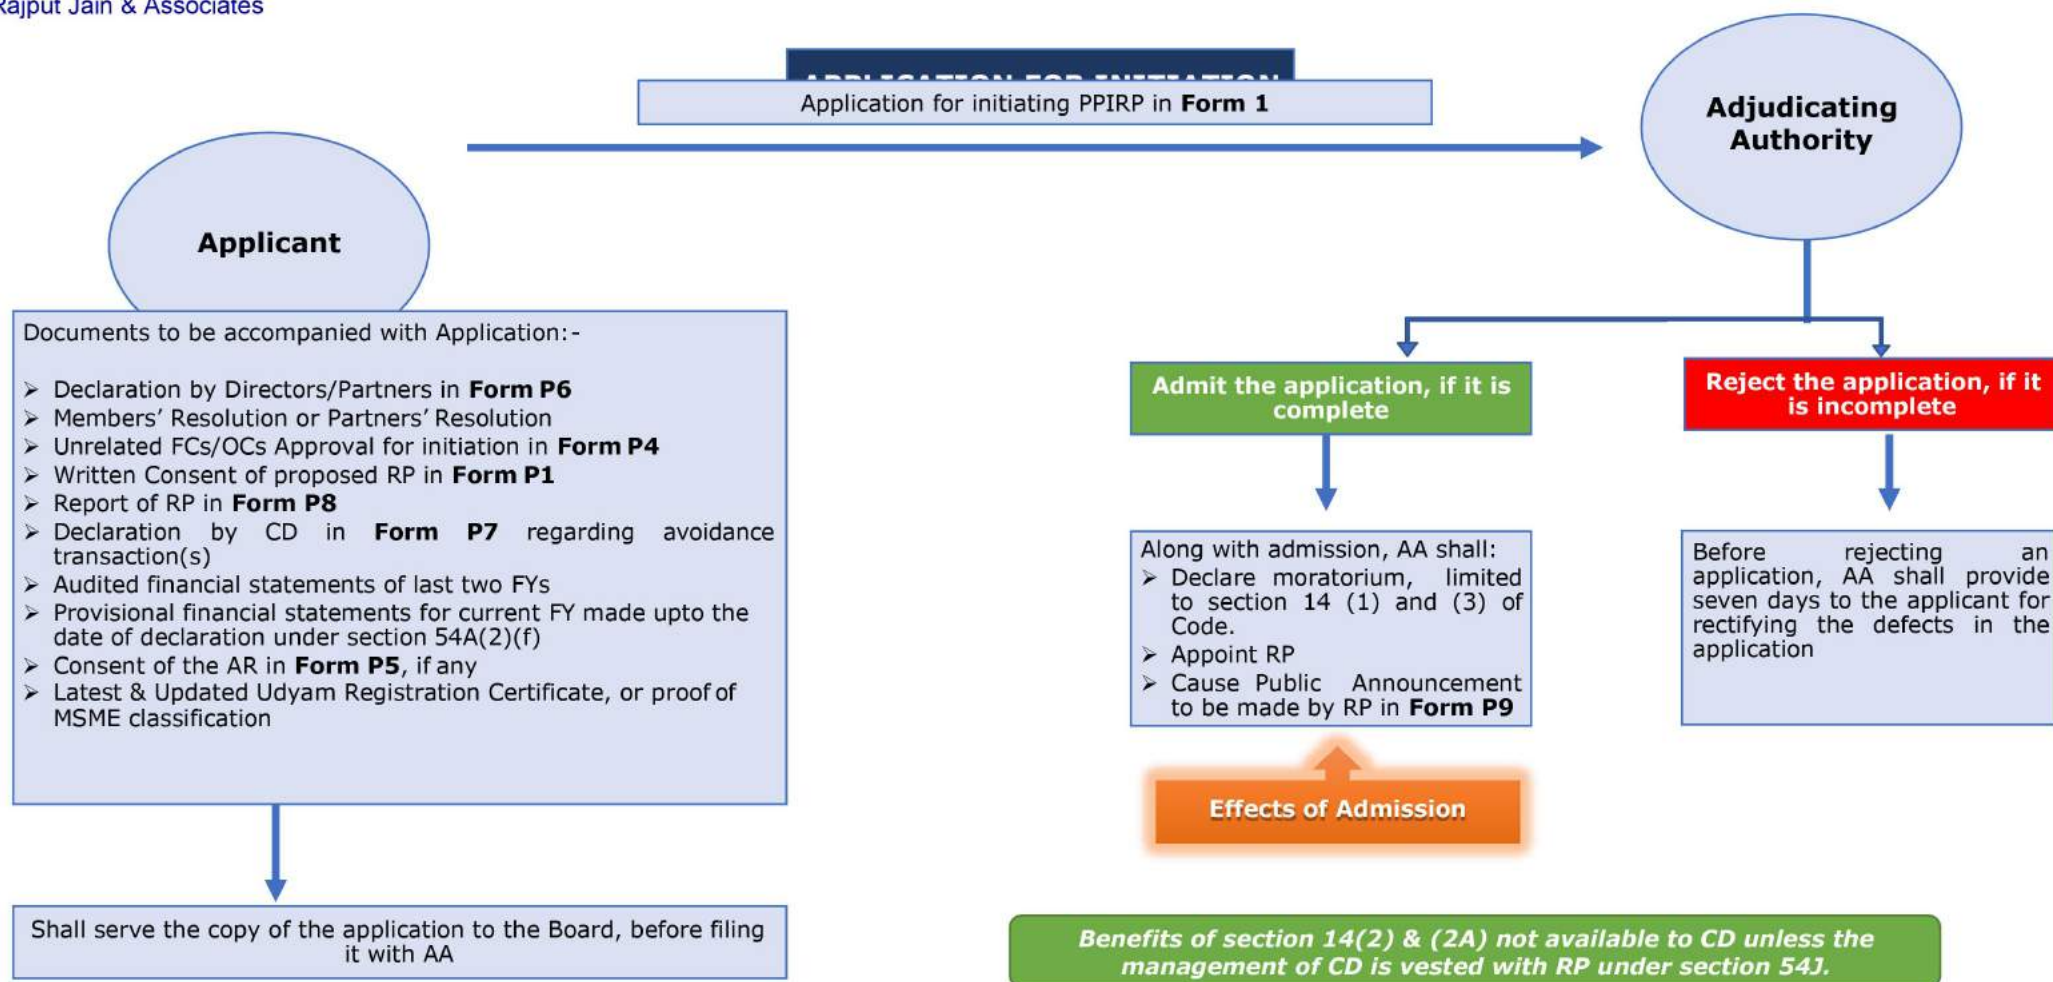 Rajput Jain & Associates
APPLICATION FOR INITIATION
Application for initiating PPIRP in Form 1
Adjudicating
Authority
Applicant
Documents to be accompanied with Application:-
➢ Declaration by Directors/Partners in Form P6
➢ Members’ Resolution or Partners’ Resolution
➢ Unrelated FCs/OCs Approval for initiation in Form P4
➢ Written Consent of proposed RP in Form P1
➢ Report of RP in Form P8
➢ Declaration by CD in Form P7 regarding avoidance
transaction(s)
➢ Audited financial statements of last two FYs
➢ Provisional financial statements for current FY made upto the
date of declaration under section 54A(2)(f)
➢ Consent of the AR in Form P5, if any
➢ Latest & Updated Udyam Registration Certificate, or proof of
MSME classification
Shall serve the copy of the application to the Board, before filing
it with AA
Admit the application, if it is
complete
Along with admission, AA shall:
➢ Declare moratorium, limited
to section 14 (1) and (3) of
Code.
➢ Appoint RP
➢ Cause Public Announcement
to be made by RP in Form P9
Effects of Admission
Reject the application, if it
is incomplete
Before rejecting an
application, AA shall provide
seven days to the applicant for
rectifying the defects in the
application
Benefits of section 14(2) & (2A) not available to CD unless the
management of CD is vested with RP under section 54J.